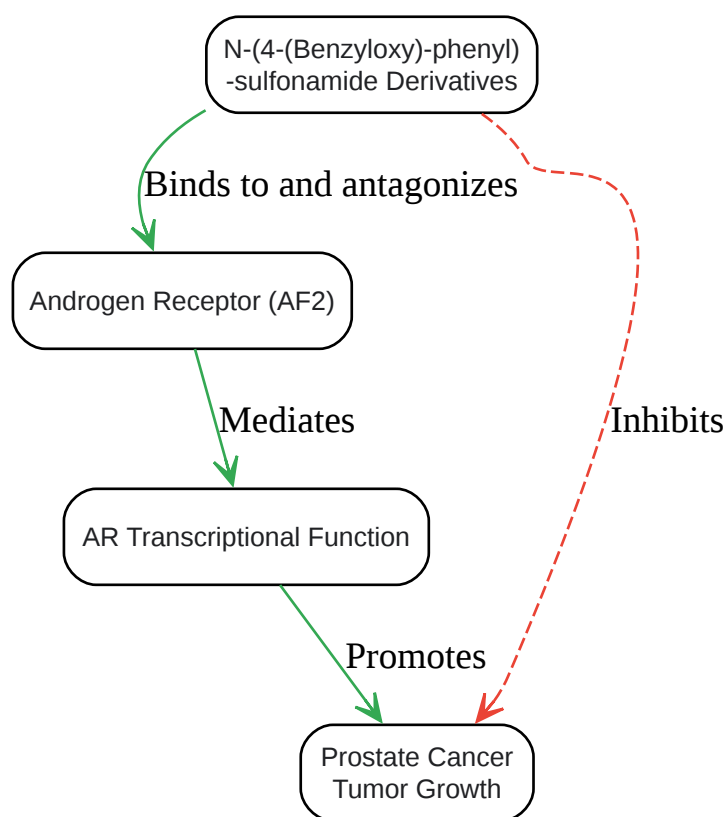 N-(4-(Benzyloxy)-phenyl)
-sulfonamide Derivatives
Binds to and antagonizes
Androgen Receptor (AF2)
Mediates
Inhibits
AR Transcriptional Function
Promotes
Prostate Cancer
Tumor Growth